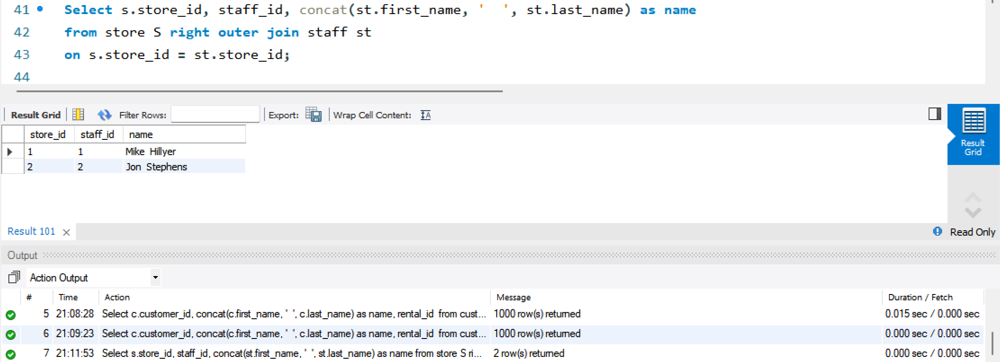 41 Select s.store_id, staff_id, concat(st.first_name, '  ', st.last_name) as name
42 from store S right outer join staff st
43 on s.store_id = st.store_id;
44
Result Grid Filter Rows: Export: Wrap Cell Content:
Result
Grid
store_id staff_id name
1 1 Mike  Hillyer
2 2 Jon  Stephens
Result 101 Read Only
Output
Action Output
# Time Action Message Duration / Fetch
5 21:08:28 Select c.customer_id, concat(c.first_name, '  ', c.last_name) as name, rental_id  from cust... 1000 row(s) returned 0.015 sec / 0.000 sec
6 21:09:23 Select c.customer_id, concat(c.first_name, '  ', c.last_name) as name, rental_id  from cust... 1000 row(s) returned 0.000 sec / 0.000 sec
7 21:11:53 Select s.store_id, staff_id, concat(st.first_name, '  ', st.last_name) as name from store S ri... 2 row(s) returned 0.000 sec / 0.000 sec